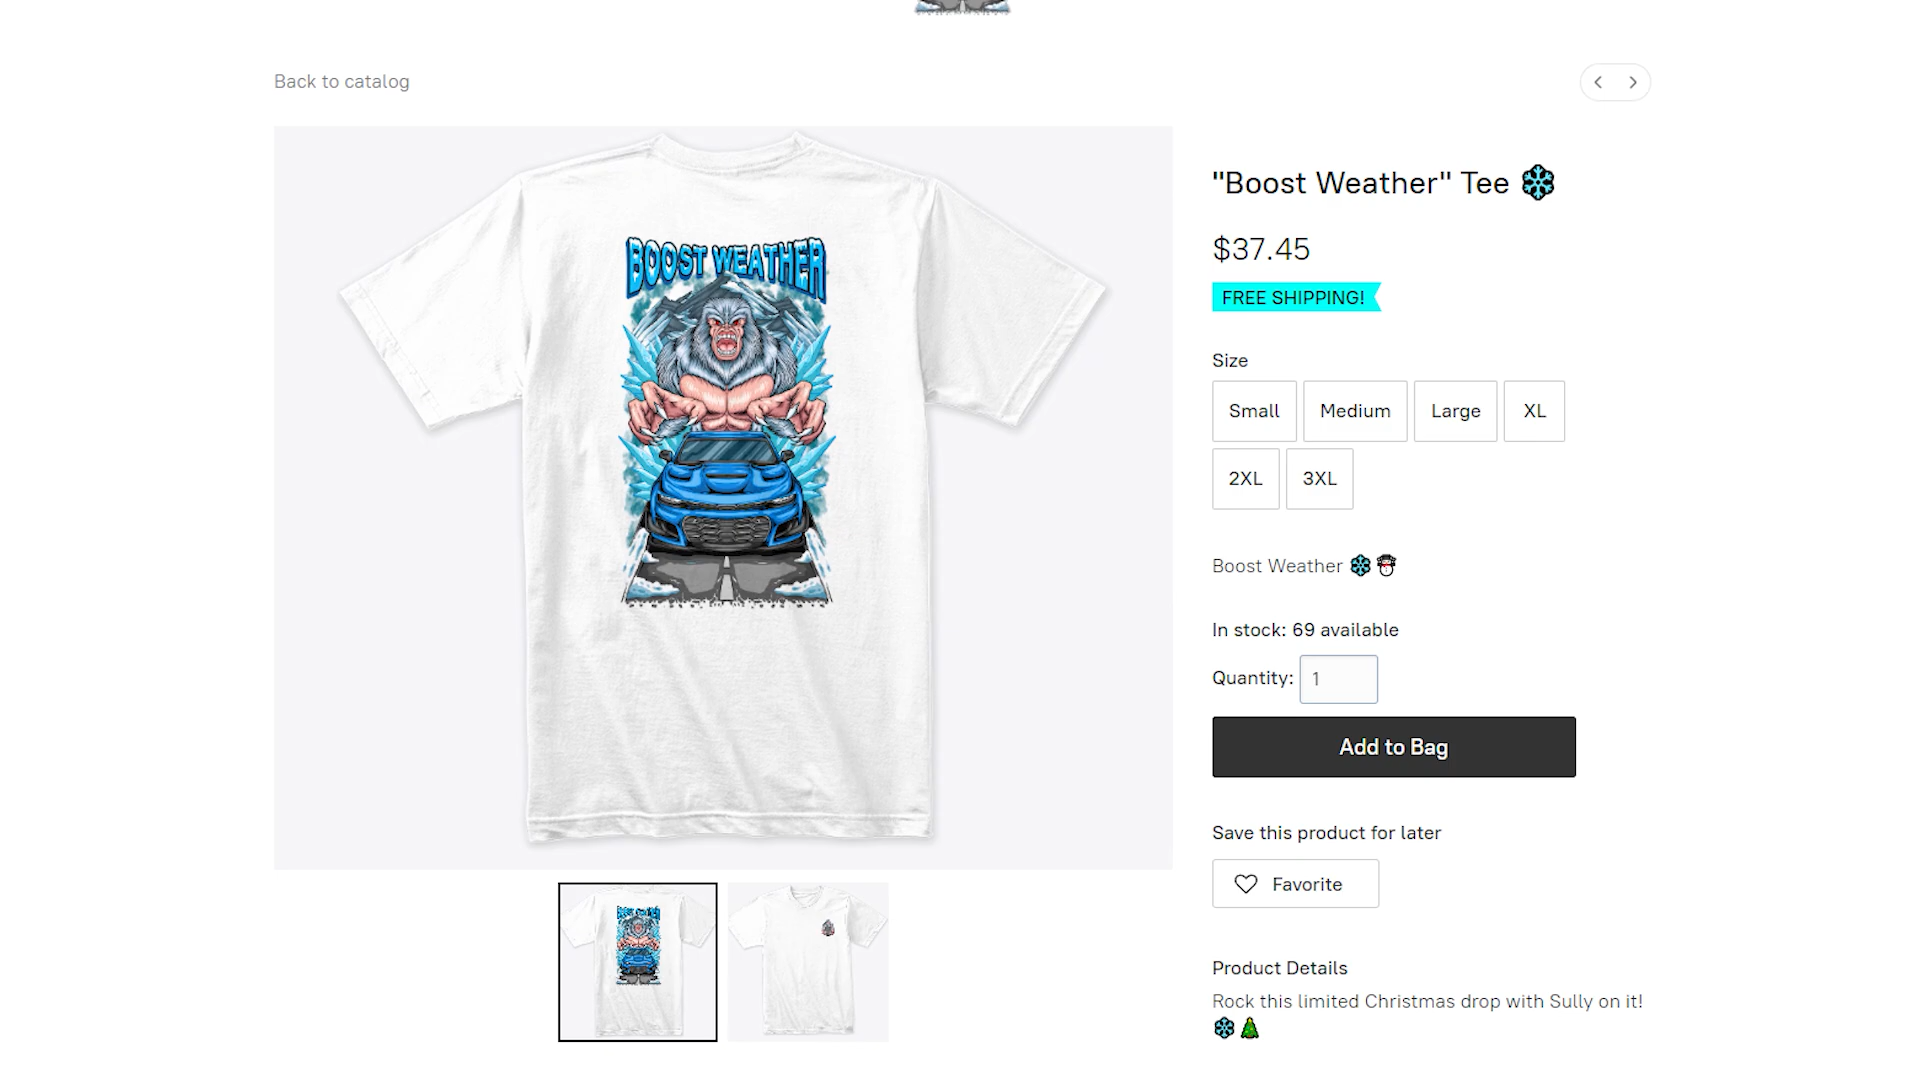 Back to catalog
BOOST WEATHER
"Boost Weather" Tee ❄
$37.45
FREE SHIPPING!
Size
Small
Medium
Large
XL
2XL
3XL
Boost Weather ❄☃
In stock: 69 available
Quantity: 1
Add to Bag
Save this product for later
Favorite
Product Details
Rock this limited Christmas drop with Sully on it!
❄🎄